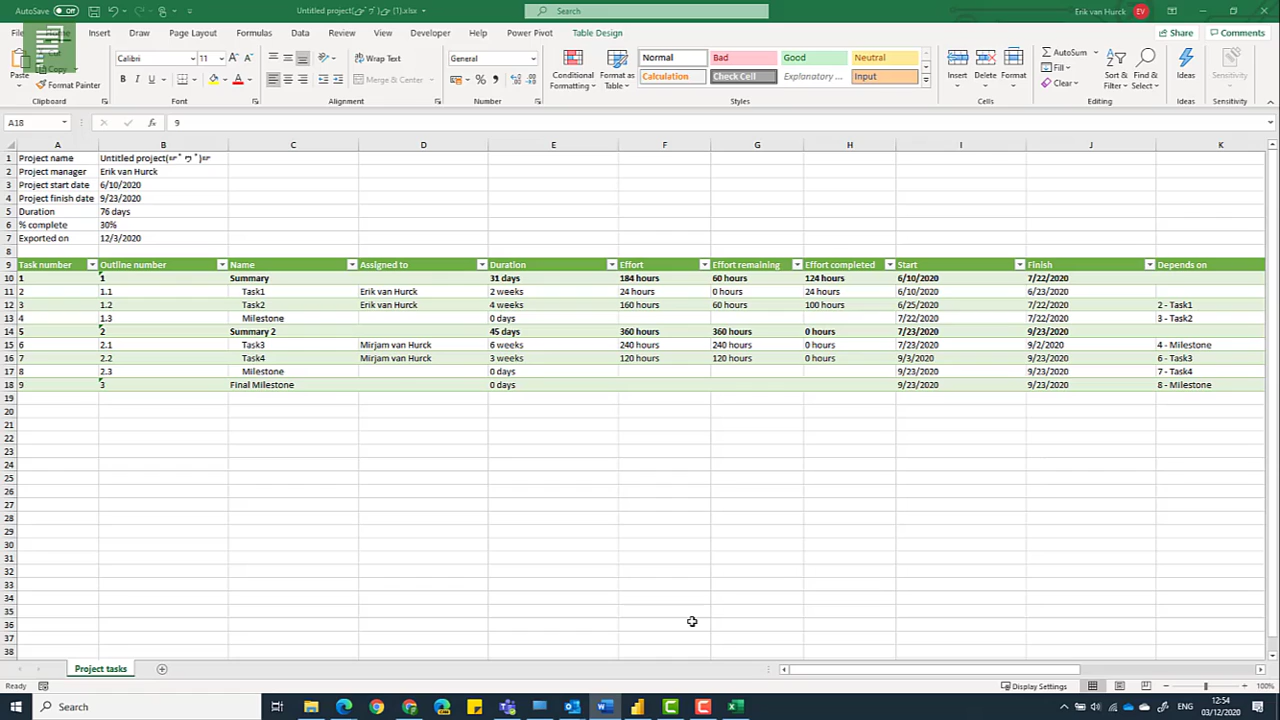 AutoSave Off Untitled project(☞ﾟヮﾟ)☞ (1).xlsx Search Erik van Hurck EV
File Home Insert Draw Page Layout Formulas Data Review View Developer Help Power Pivot Table Design Share Comments
Paste Cut Copy Format Painter Calibri 11 Wrap Text Merge & Center General Conditional Formatting Format as Table Normal Bad Good Neutral Calculation Check Cell Explanatory ... Input Insert Delete Format AutoSum Fill Clear Sort & Filter Find & Select Ideas Sensitivity
Clipboard Font Alignment Number Styles Cells Editing Ideas Sensitivity
A18 fx 9
A B C D E F G H I J K
1 Project name Untitled project(☞ﾟヮﾟ)☞
2 Project manager Erik van Hurck
3 Project start date 6/10/2020
4 Project finish date 9/23/2020
5 Duration 76 days
6 % complete 30%
7 Exported on 12/3/2020
8
9 Task number Outline number Name Assigned to Duration Effort Effort remaining Effort completed Start Finish Depends on
10 1 1 Summary 31 days 184 hours 60 hours 124 hours 6/10/2020 7/22/2020
11 2 1.1 Task1 Erik van Hurck 2 weeks 24 hours 0 hours 24 hours 6/10/2020 6/23/2020
12 3 1.2 Task2 Erik van Hurck 4 weeks 160 hours 60 hours 100 hours 6/25/2020 7/22/2020 2 - Task1
13 4 1.3 Milestone 0 days 7/22/2020 7/22/2020 3 - Task2
14 5 2 Summary 2 45 days 360 hours 360 hours 0 hours 7/23/2020 9/23/2020
15 6 2.1 Task3 Mirjam van Hurck 6 weeks 240 hours 240 hours 0 hours 7/23/2020 9/2/2020 4 - Milestone
16 7 2.2 Task4 Mirjam van Hurck 3 weeks 120 hours 120 hours 0 hours 9/3/2020 9/23/2020 6 - Task3
17 8 2.3 Milestone 0 days 9/23/2020 9/23/2020 7 - Task4
18 9 3 Final Milestone 0 days 9/23/2020 9/23/2020 8 - Milestone
19
20
21
22
23
24
25
26
27
28
29
30
31
32
33
34
35
36
37
38
Project tasks
Ready Display Settings 100%
Search ENG 12:54
03/12/2020